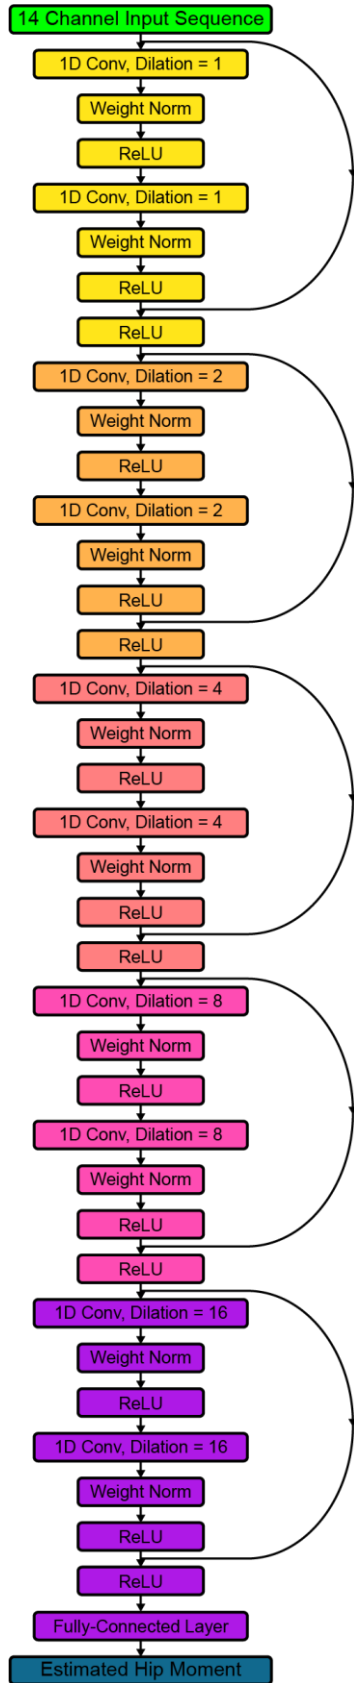 14 Channel Input Sequence
1D Conv, Dilation = 1
Weight Norm
ReLU
1D Conv, Dilation = 1
Weight Norm
ReLU
ReLU
1D Conv, Dilation = 2
Weight Norm
ReLU
1D Conv, Dilation = 2
Weight Norm
ReLU
ReLU
1D Conv, Dilation = 4
Weight Norm
ReLU
1D Conv, Dilation = 4
Weight Norm
ReLU
ReLU
1D Conv, Dilation = 8
Weight Norm
ReLU
1D Conv, Dilation = 8
Weight Norm
ReLU
ReLU
1D Conv, Dilation = 16
Weight Norm
ReLU
1D Conv, Dilation = 16
Weight Norm
ReLU
ReLU
Fully-Connected Layer
Estimated Hip Moment